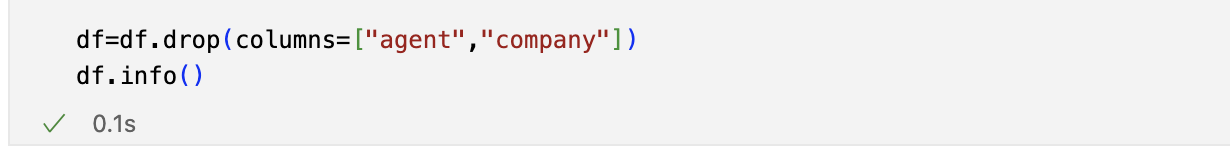 df=df.drop(columns=["agent","company"])
df.info()
✓ 0.1s